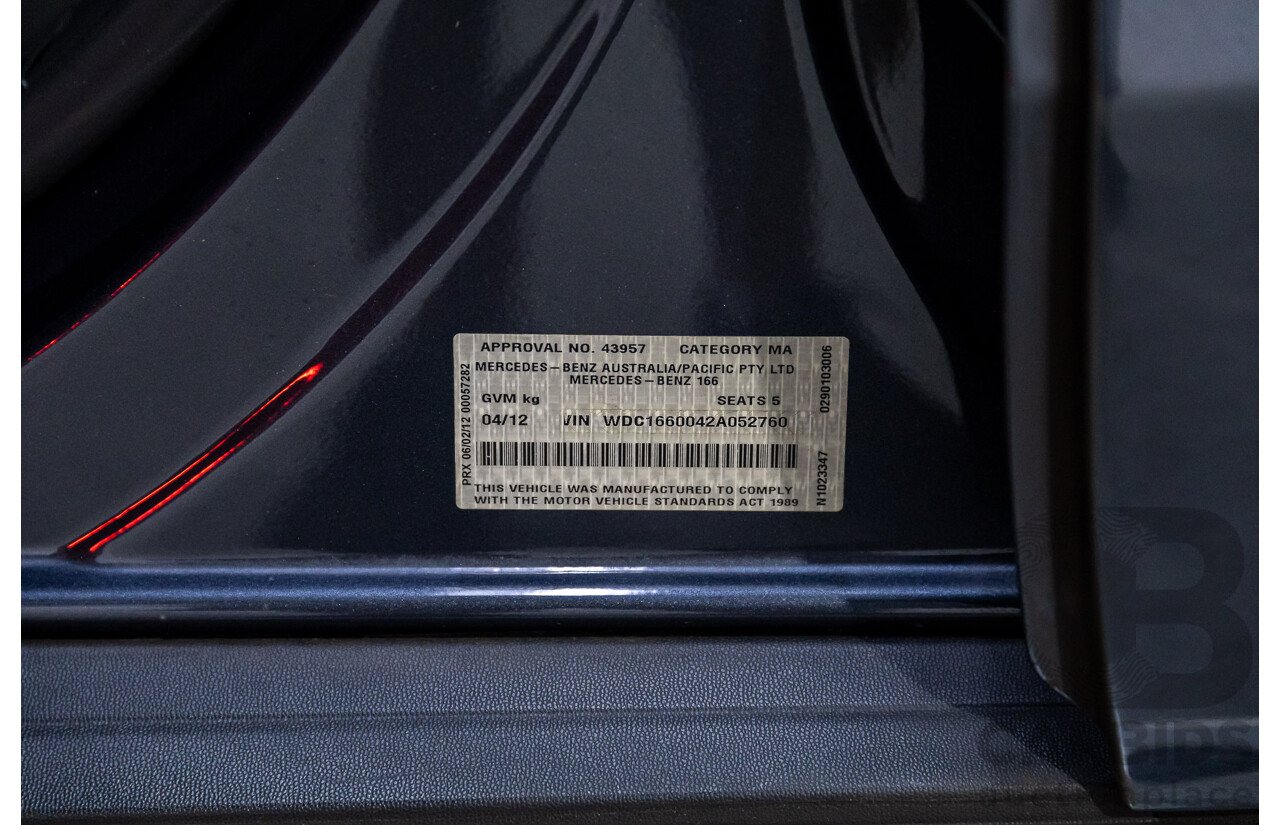 APPROVAL NO. 43957 CATEGORY MA
MERCEDES-BENZ AUSTRALIA/PACIFIC PTY LTD
MERCEDES-BENZ 166
GVM kg SEATS 5
04/12 VIN WDC1660042A052760
THIS VEHICLE WAS MANUFACTURED TO COMPLY
WITH THE MOTOR VEHICLE STANDARDS ACT 1989
PRX 06/02/12 00057282
0290103006
N1023347